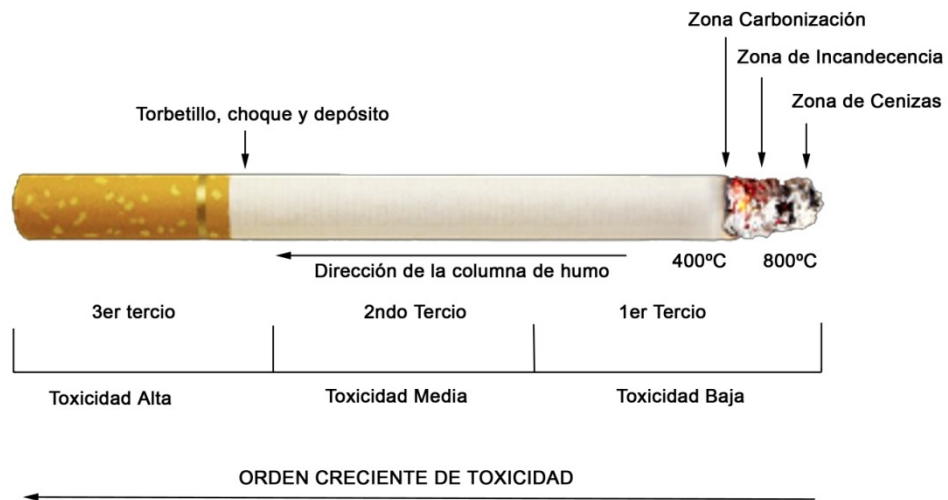 Zona Carbonización
Zona de Incandecencia
Zona de Cenizas
Torbetillo, choque y depósito
400ºC
800ºC
Dirección de la columna de humo
3er tercio
2ndo Tercio
1er Tercio
Toxicidad Alta
Toxicidad Media
Toxicidad Baja
ORDEN CRECIENTE DE TOXICIDAD